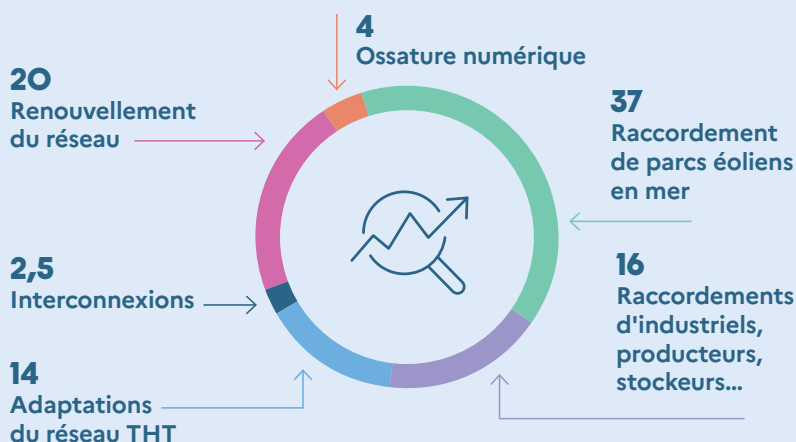 4
Ossature numérique
20
Renouvellement
du réseau
37
Raccordement
de parcs éoliens
en mer
2,5
Interconnexions
16
Raccordements
d'industriels,
producteurs,
stockeurs...
14
Adaptations
du réseau THT